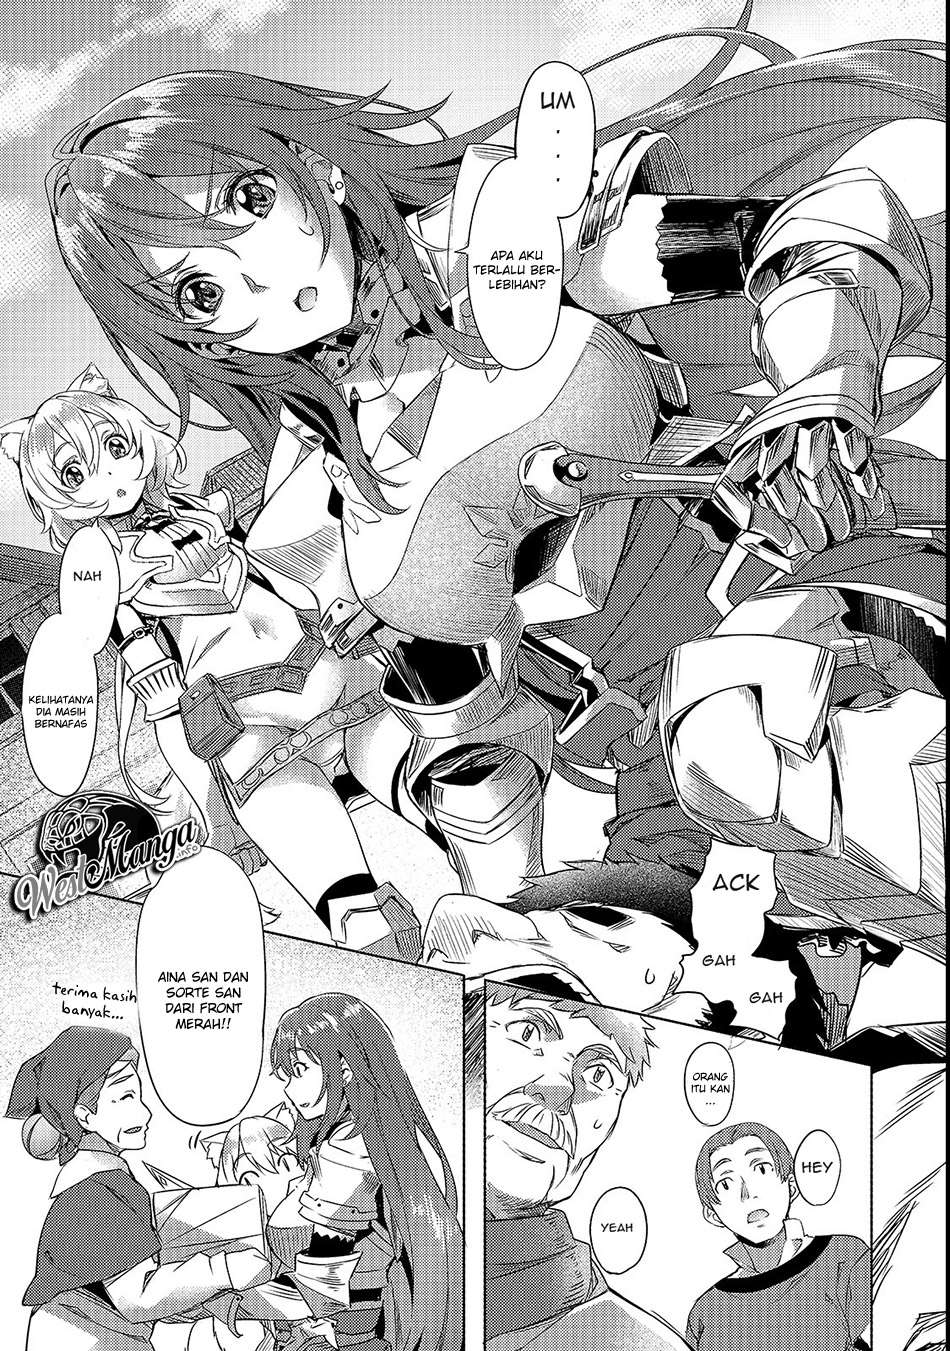 UM
. . . .
APA AKU
TERLALU BER-
LEBIHAN?
NAH
KELIHATANYA
DIA MASIH
BERNAFAS
WestManga
.info
ACK
GAH
GAH
AINA SAN DAN
SORTE SAN
DARI FRONT
MERAH!!
terima kasih
banyak...
ORANG
ITU KAN
...
HEY
YEAH